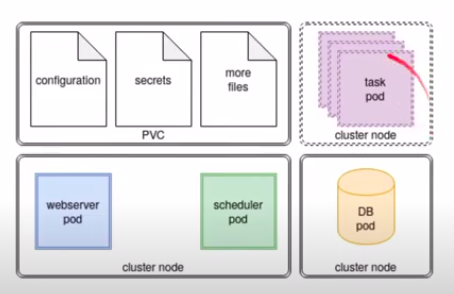 configuration
secrets
more
files
PVC
task
pod
cluster node
webserver
pod
scheduler
pod
cluster node
DB
pod
cluster node